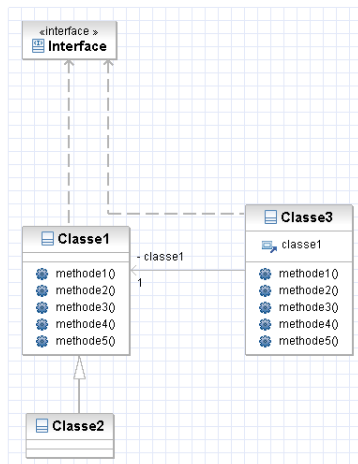 «interface »
Interface
Classe1
methode1()
methode2()
methode3()
methode4()
methode5()
- classe1
1
Classe3
classe1
methode1()
methode2()
methode3()
methode4()
methode5()
Classe2